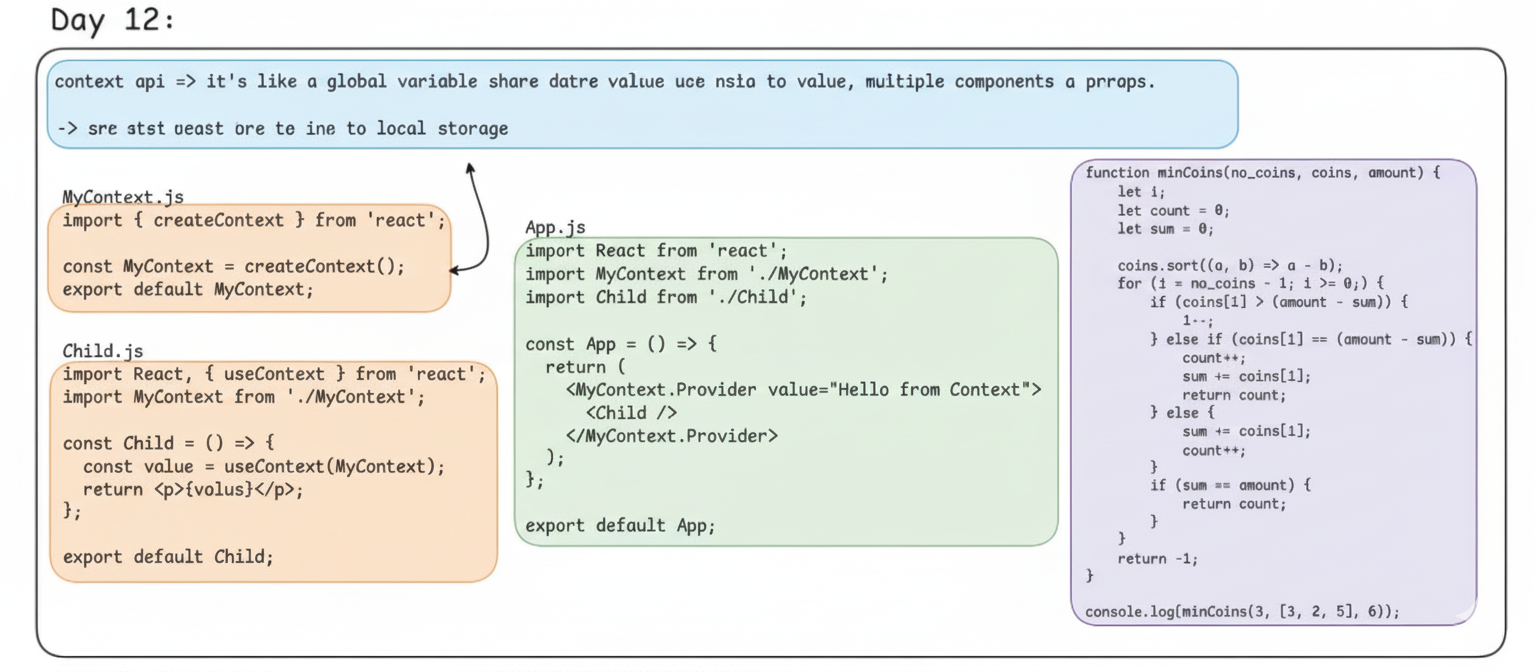 Day 12:
context api => it's like a global variable share datre value uce nsta to value, multiple components a prraps.
-> sre stst ueast ore te ine to local storage
MyContext.js
import { createContext } from 'react';
const MyContext = createContext();
export default MyContext;
Child.js
import React, { useContext } from 'react';
import MyContext from './MyContext';
const Child = () => {
const value = useContext(MyContext);
return <p>{volus}</p>;
};
export default Child;
App.js
import React from 'react';
import MyContext from './MyContext';
import Child from './Child';
const App = () => {
return (
<MyContext.Provider value="Hello from Context">
<Child />
</MyContext.Provider>
);
};
export default App;
function minCoins(no_coins, coins, amount) {
let i;
let count = 0;
let sum = 0;
coins.sort((a, b) => a - b);
for (i = no_coins - 1; i >= 0;) {
if (coins[1] > (amount - sum)) {
1--;
} else if (coins[1] == (amount - sum)) {
count++;
sum += coins[1];
return count;
} else {
sum += coins[1];
count++;
}
if (sum == amount) {
return count;
}
}
return -1;
}
console.log(minCoins(3, [3, 2, 5], 6));